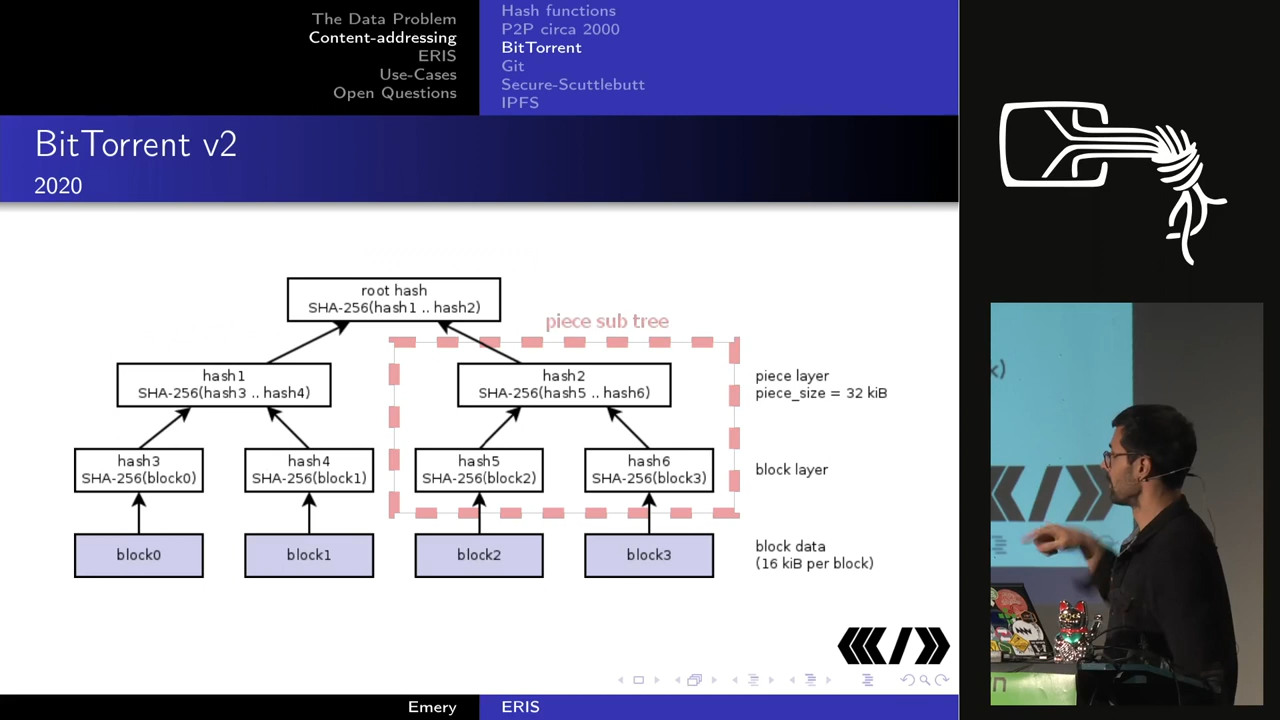 The Data Problem
Content-addressing
ERIS
Use-Cases
Open Questions
Hash functions
P2P circa 2000
BitTorrent
Git
Secure-Scuttlebutt
IPFS
BitTorrent v2
2020
root hash
SHA-256(hash1 .. hash2)
piece sub tree
hash1
SHA-256(hash3 .. hash4)
hash2
SHA-256(hash5 .. hash6)
piece layer
piece_size = 32 kiB
hash3
SHA-256(block0)
hash4
SHA-256(block1)
hash5
SHA-256(block2)
hash6
SHA-256(block3)
block layer
block0
block1
block2
block3
block data
(16 kiB per block)
Emery
ERIS